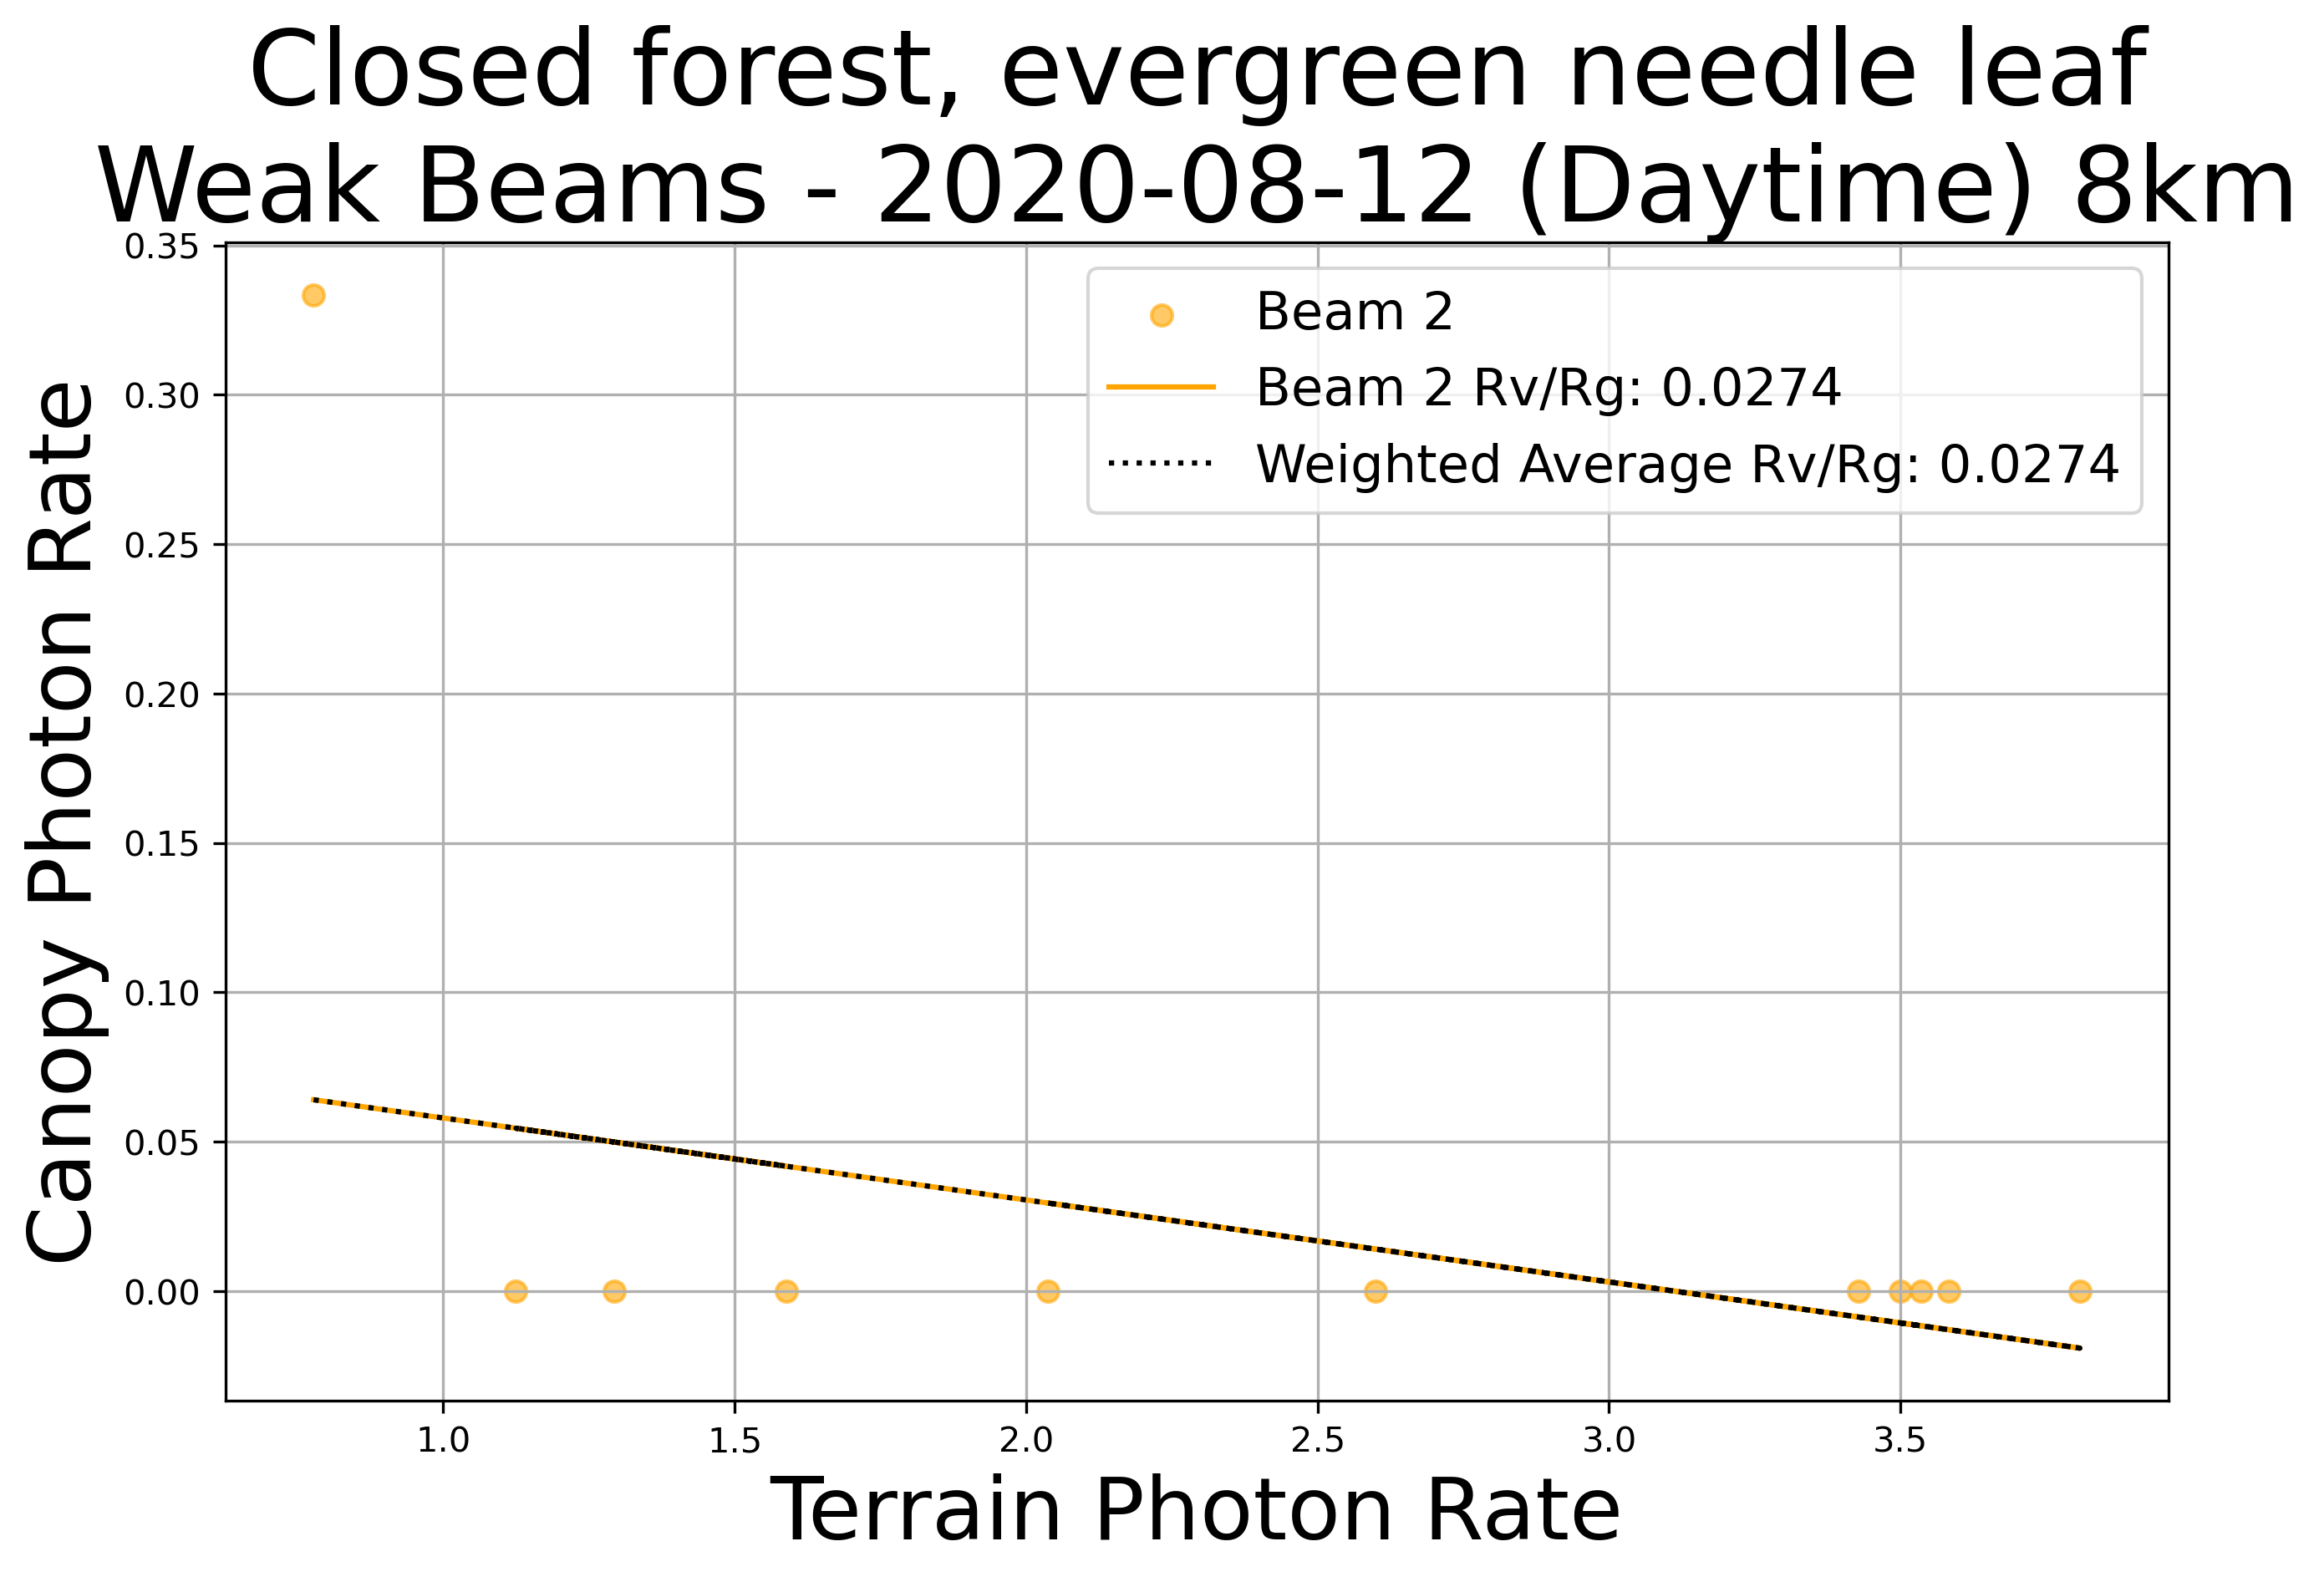 Closed forest, evergreen needle leaf
Weak Beams - 2020-08-12 (Daytime) 8km
Canopy Photon Rate
0.35
0.30
0.25
0.20
0.15
0.10
0.05
0.00
Beam 2
Beam 2 Rv/Rg: 0.0274
Weighted Average Rv/Rg: 0.0274
1.0 1.5 2.0 2.5 3.0 3.5
Terrain Photon Rate